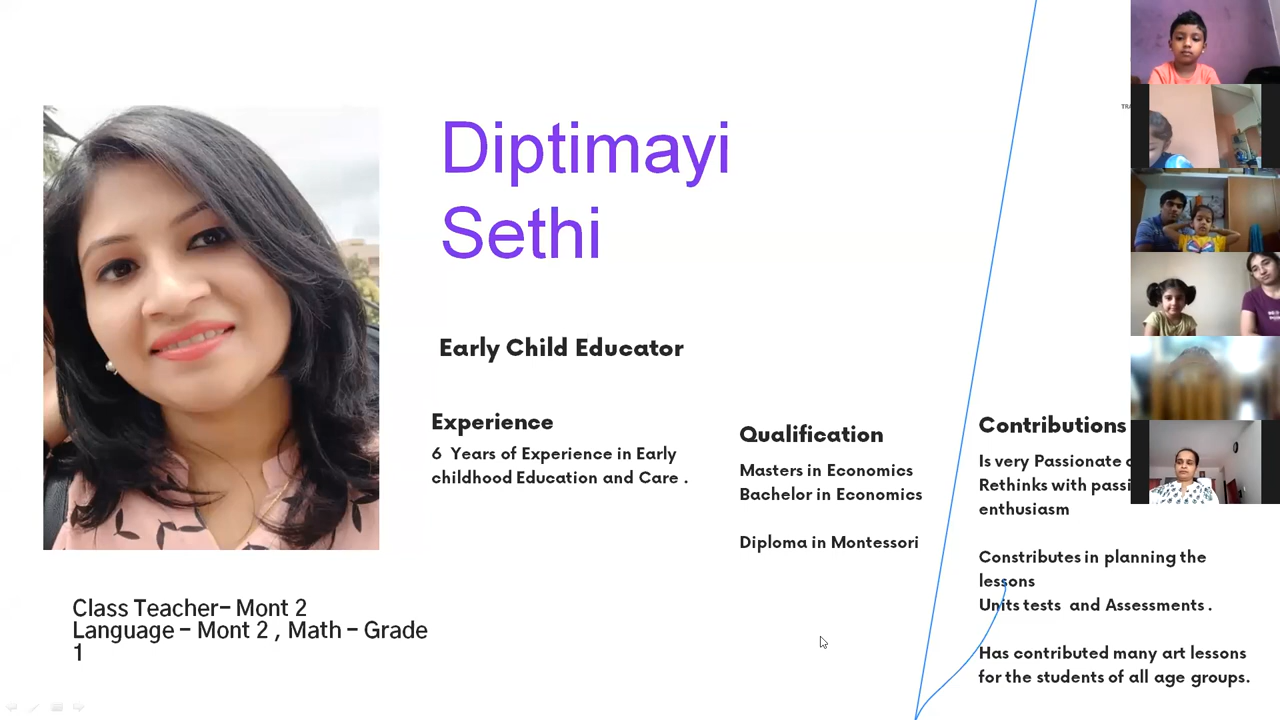 Diptimayi
Sethi
Early Child Educator
Experience
6 Years of Experience in Early
childhood Education and Care .
Qualification
Masters in Economics
Bachelor in Economics
Diploma in Montessori
Contributions
Is very Passionate
Rethinks with
enthusiasm
Constributes in planning the
lessons
Units tests and Assessments .
Has contributed many art lessons
for the students of all age groups.
Class Teacher– Mont 2
Language – Mont 2 , Math – Grade
1